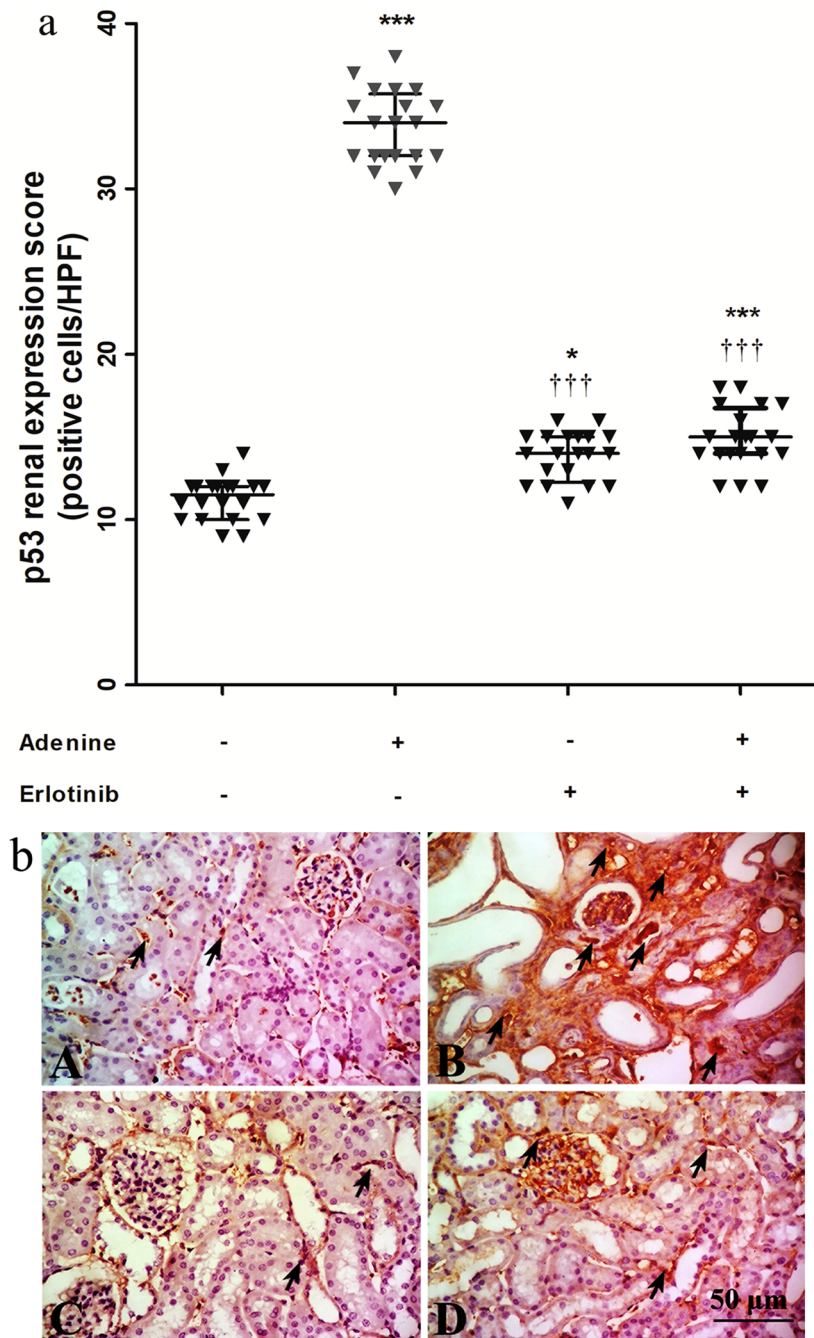 a
p53 renal expression score
(positive cells/HPF)
40
30
20
10
0
***
*
†††
***
†††
Adenine - + - +
Erlotinib - - + +
b
A
B
C
D
50 µm